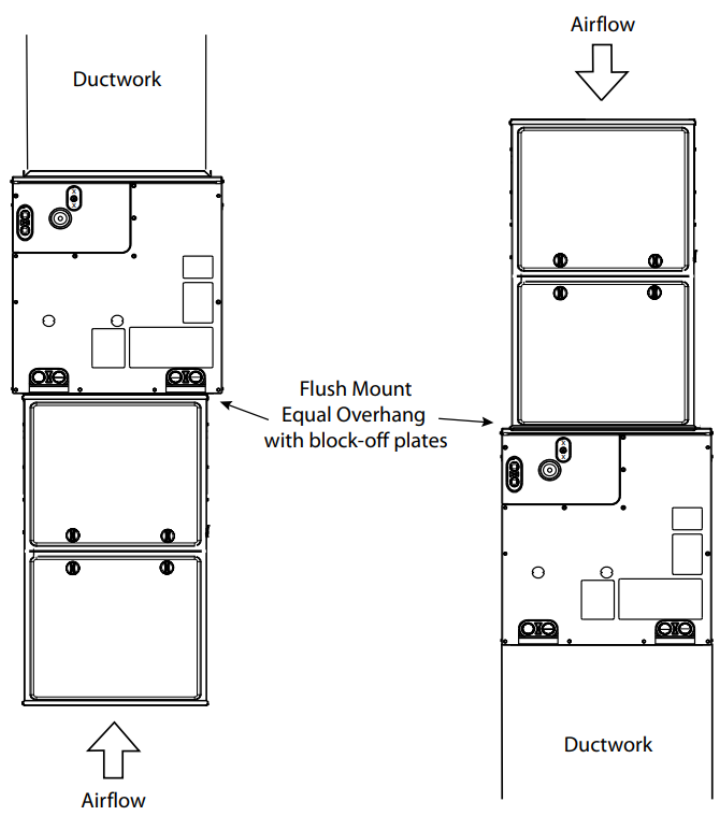 Airflow
Ductwork
Flush Mount
Equal Overhang
with block-off plates
Ductwork
Airflow